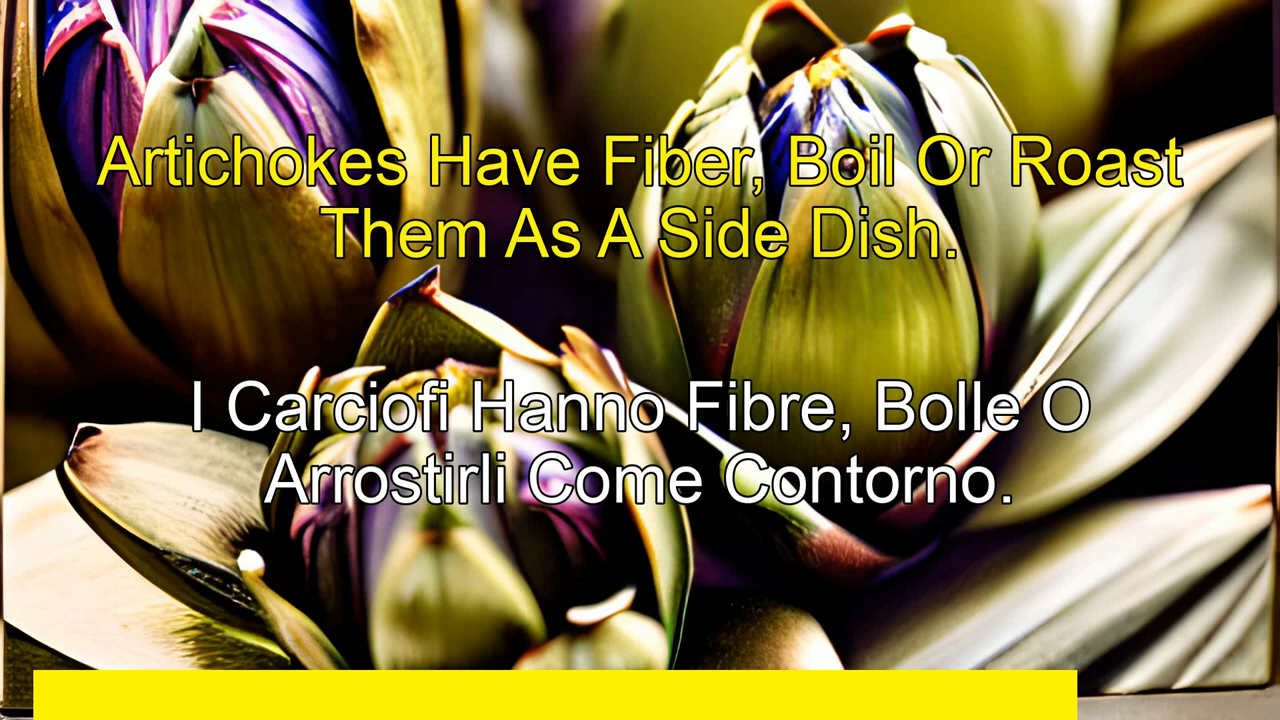 Artichokes Have Fiber, Boil Or Roast
Them As A Side Dish.
I Carciofi Hanno Fibre, Bolle O
Arrostirli Come Contorno.